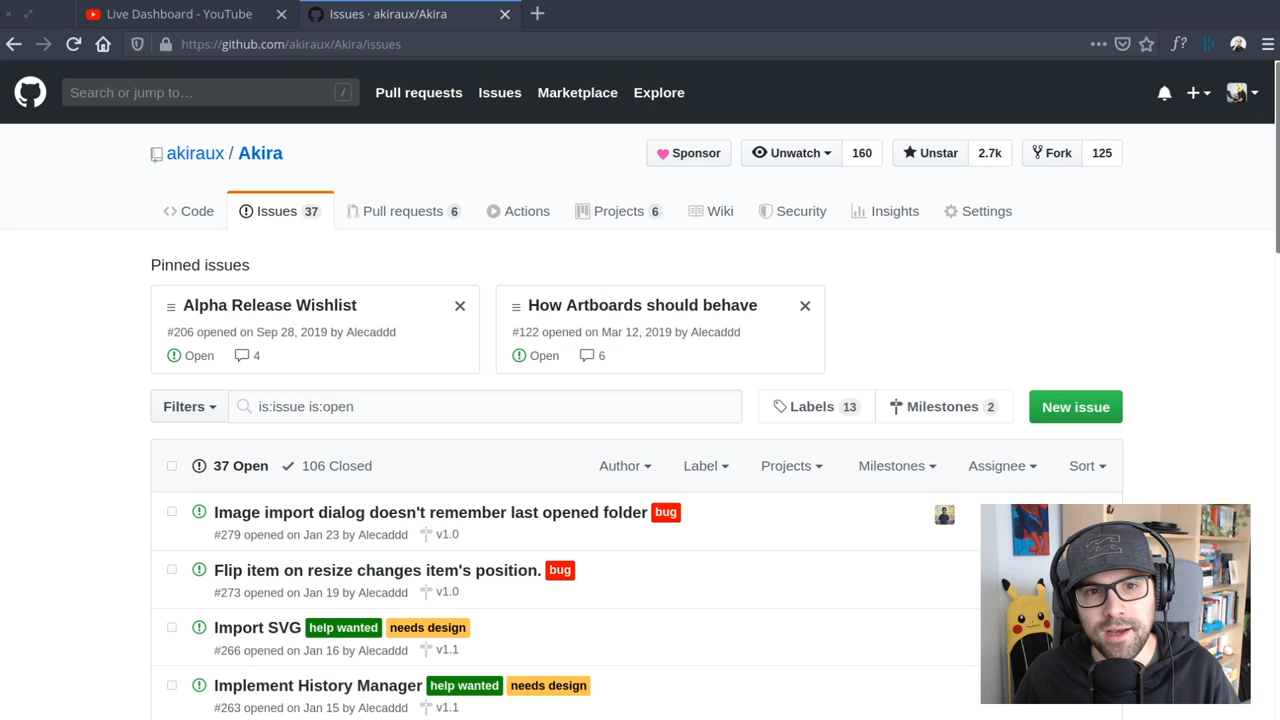 Live Dashboard - YouTube
Issues · akiraux/Akira
https://github.com/akiraux/Akira/issues
f?
Search or jump to… /
Pull requests Issues Marketplace Explore
akiraux / Akira
Sponsor Unwatch 160 Unstar 2.7k Fork 125
Code Issues 37 Pull requests 6 Actions Projects 6 Wiki Security Insights Settings
Pinned issues
Alpha Release Wishlist
#206 opened on Sep 28, 2019 by Alecaddd
Open 4
How Artboards should behave
#122 opened on Mar 12, 2019 by Alecaddd
Open 6
Filters is:issue is:open Labels 13 Milestones 2 New issue
37 Open 106 Closed Author Label Projects Milestones Assignee Sort
Image import dialog doesn't remember last opened folder bug
#279 opened on Jan 23 by Alecaddd v1.0
Flip item on resize changes item's position. bug
#273 opened on Jan 19 by Alecaddd v1.0
Import SVG help wanted needs design
#266 opened on Jan 16 by Alecaddd v1.1
Implement History Manager help wanted needs design
#263 opened on Jan 15 by Alecaddd v1.1